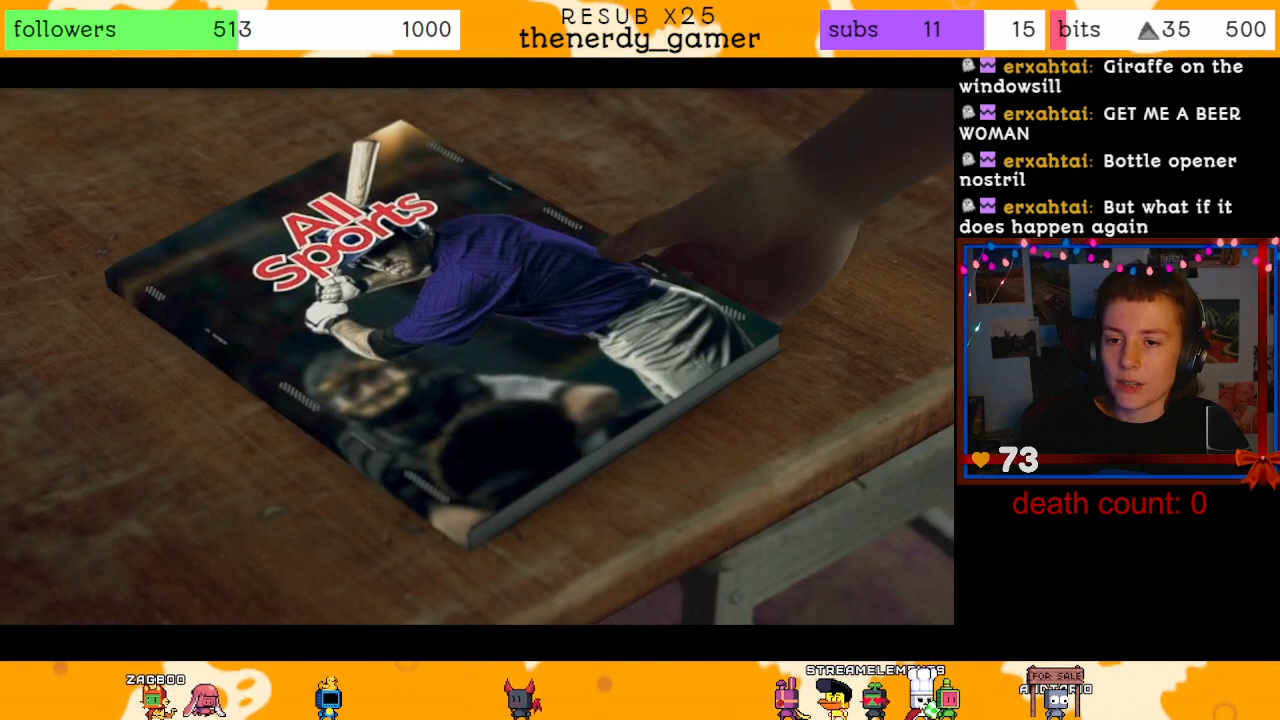 followers 513 1000
RESUB X25
thenerdy_gamer
subs 11 15
bits 35 500
erxahtai: Giraffe on the
windowsill
erxahtai: GET ME A BEER
WOMAN
erxahtai: Bottle opener
nostril
erxahtai: But what if it
does happen again
All
Sports
73
death count: 0
ZAGBOO
STREAMELEMENTS
FOR SALE